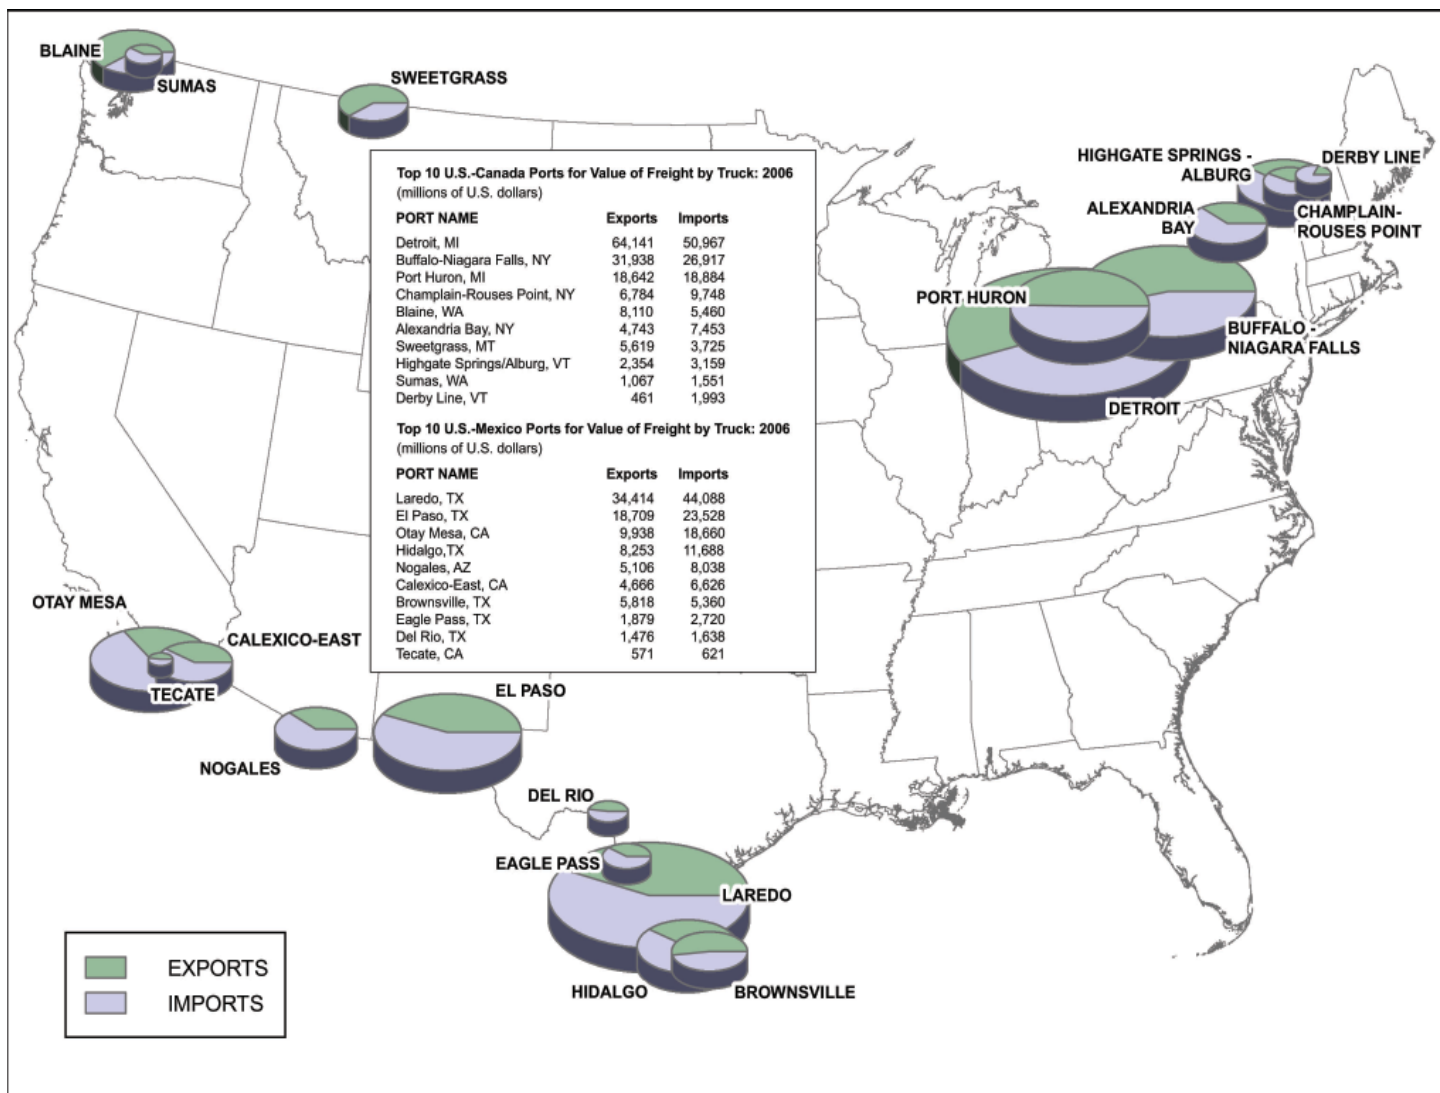 BLAINE
SUMAS
SWEETGRASS
HIGHGATE SPRINGS -
ALBURG
DERBY LINE
ALEXANDRIA
BAY
CHAMPLAIN-
ROUSES POINT
PORT HURON
BUFFALO -
NIAGARA FALLS
DETROIT
Top 10 U.S.-Canada Ports for Value of Freight by Truck: 2006
(millions of U.S. dollars)
PORT NAME Exports Imports
Detroit, MI 64,141 50,967
Buffalo-Niagara Falls, NY 31,938 26,917
Port Huron, MI 18,642 18,884
Champlain-Rouses Point, NY 6,784 9,748
Blaine, WA 8,110 5,460
Alexandria Bay, NY 4,743 7,453
Sweetgrass, MT 5,619 3,725
Highgate Springs/Alburg, VT 2,354 3,159
Sumas, WA 1,067 1,551
Derby Line, VT 461 1,993
Top 10 U.S.-Mexico Ports for Value of Freight by Truck: 2006
(millions of U.S. dollars)
PORT NAME Exports Imports
Laredo, TX 34,414 44,088
El Paso, TX 18,709 23,528
Otay Mesa, CA 9,938 18,660
Hidalgo,TX 8,253 11,688
Nogales, AZ 5,106 8,038
Calexico-East, CA 4,666 6,626
Brownsville, TX 5,818 5,360
Eagle Pass, TX 1,879 2,720
Del Rio, TX 1,476 1,638
Tecate, CA 571 621
OTAY MESA
CALEXICO-EAST
TECATE
NOGALES
EL PASO
DEL RIO
EAGLE PASS
LAREDO
HIDALGO
BROWNSVILLE
EXPORTS
IMPORTS